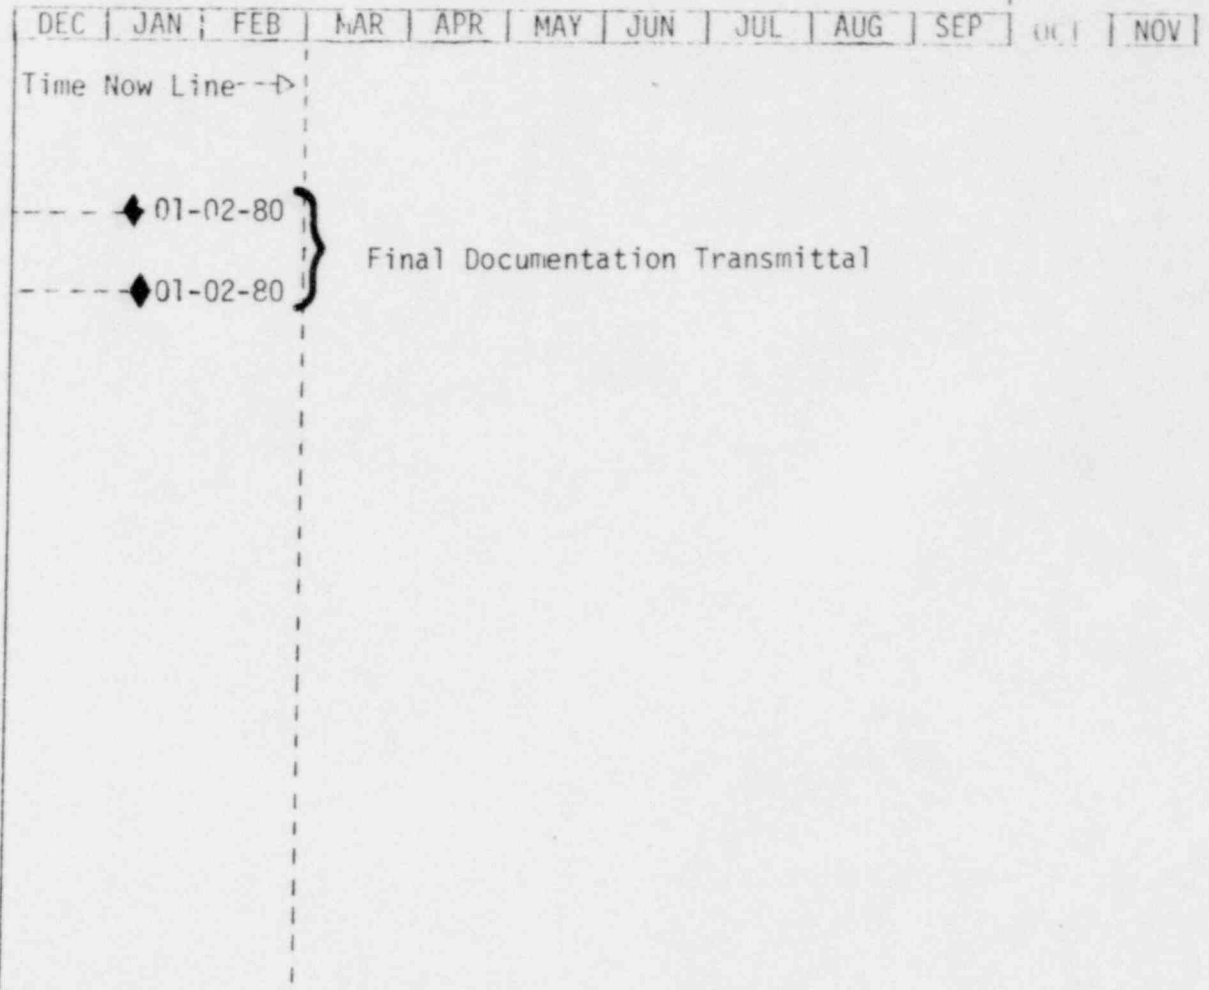 DEC JAN FEB MAR APR MAY JUN JUL AUG SEP OCT NOV
Time Now Line
01-02-80
Final Documentation Transmittal
01-02-80